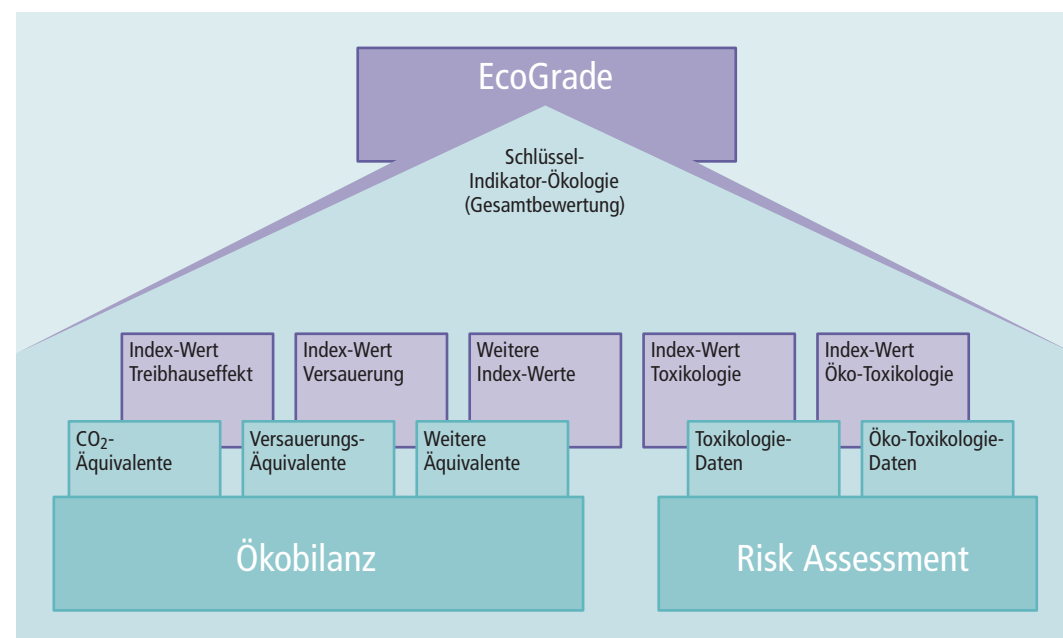 EcoGrade
Schlüssel-
Indikator-Ökologie
(Gesamtbewertung)
Index-Wert
Treibhauseffekt
Index-Wert
Versauerung
Weitere
Index-Werte
Index-Wert
Toxikologie
Index-Wert
Öko-Toxikologie
CO₂-
Äquivalente
Versauerungs-
Äquivalente
Weitere
Äquivalente
Toxikologie-
Daten
Öko-Toxikologie-
Daten
Ökobilanz
Risk Assessment